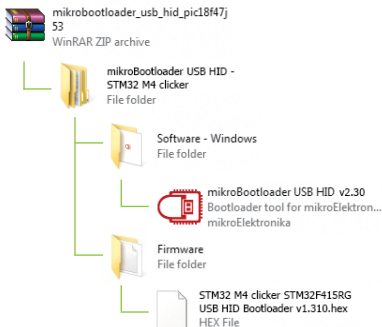 mikrobootloader_usb_hid_pic18f47j
53
WinRAR ZIP archive
mikroBootloader USB HID -
STM32 M4 clicker
File folder
Software - Windows
File folder
mikroBootloader USB HID v2.30
Bootloader tool for mikroElektron...
mikroElektronika
Firmware
File folder
STM32 M4 clicker STM32F415RG
USB HID Bootloader v1.310.hex
HEX File